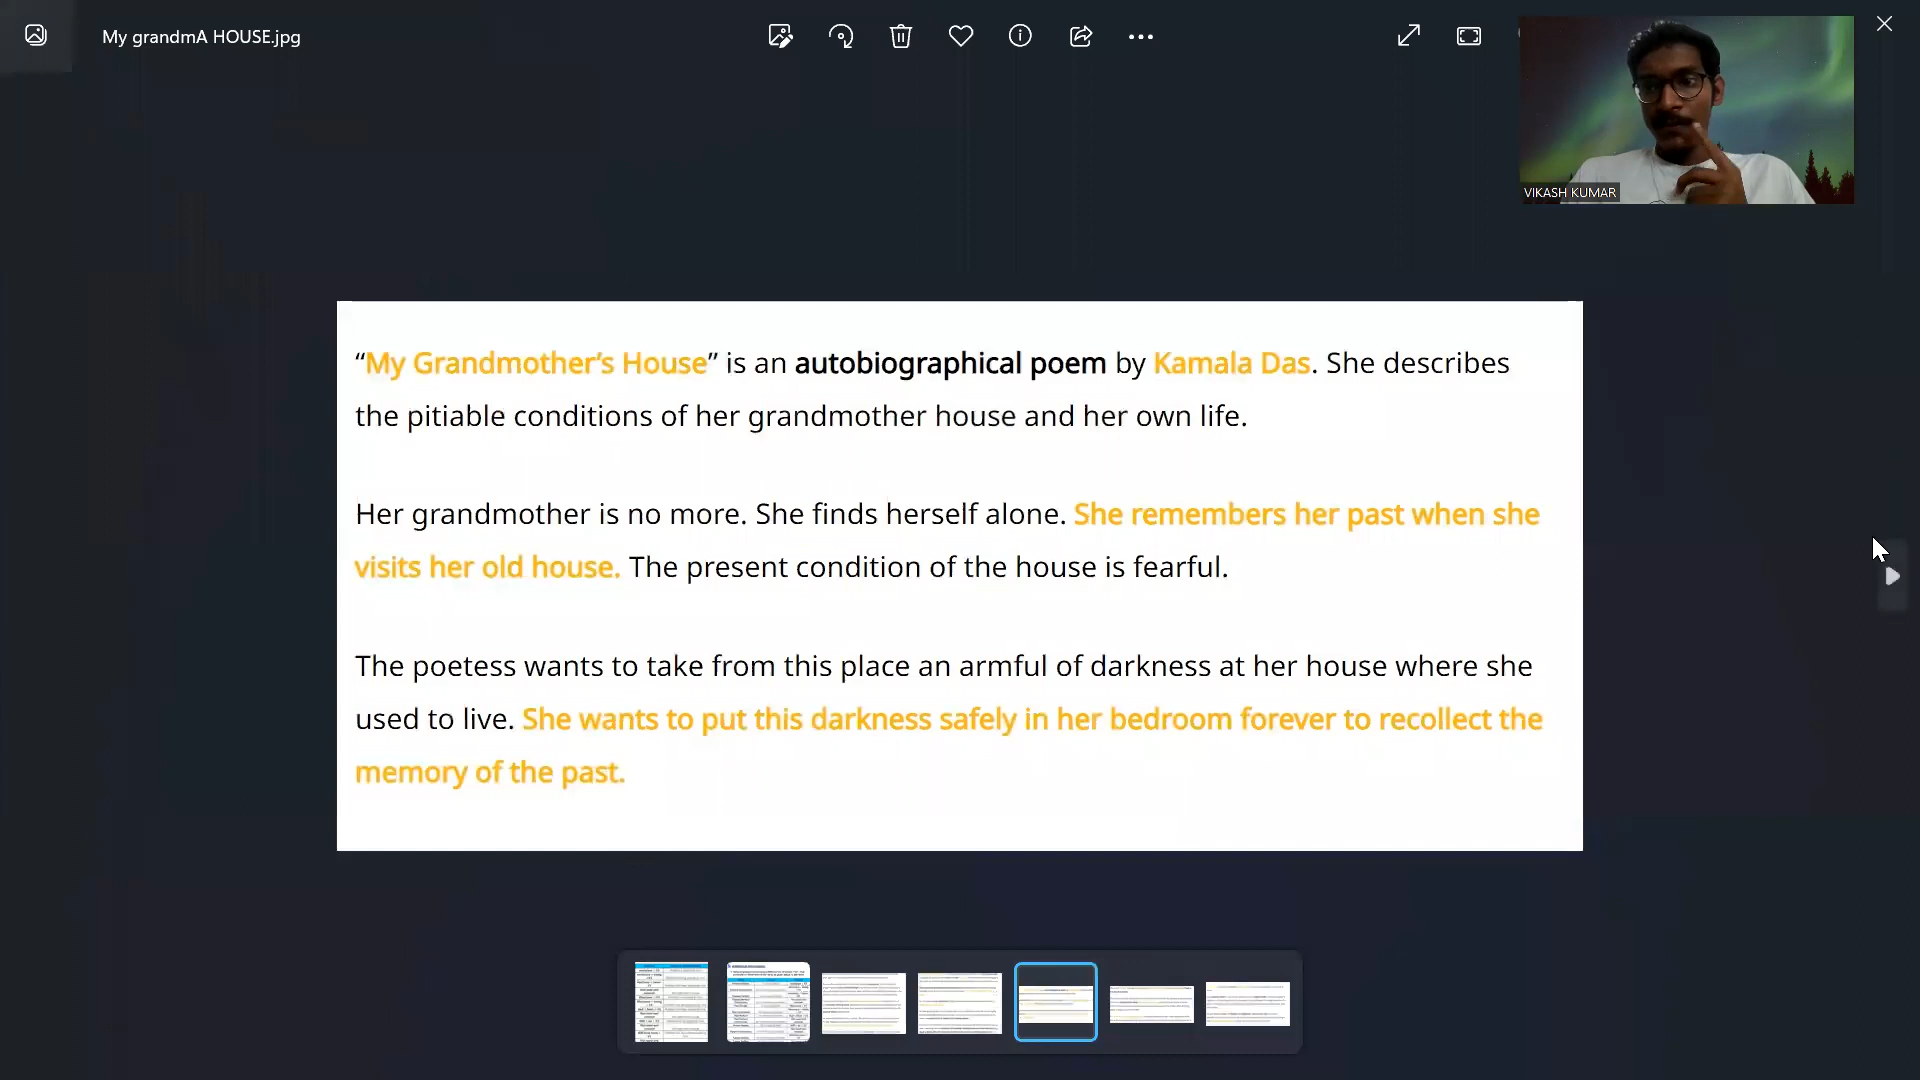 My grandmA HOUSE.jpg
VIKASH KUMAR
“My Grandmother’s House” is an autobiographical poem by Kamala Das. She describes
the pitiable conditions of her grandmother house and her own life.
Her grandmother is no more. She finds herself alone. She remembers her past when she
visits her old house. The present condition of the house is fearful.
The poetess wants to take from this place an armful of darkness at her house where she
used to live. She wants to put this darkness safely in her bedroom forever to recollect the
memory of the past.